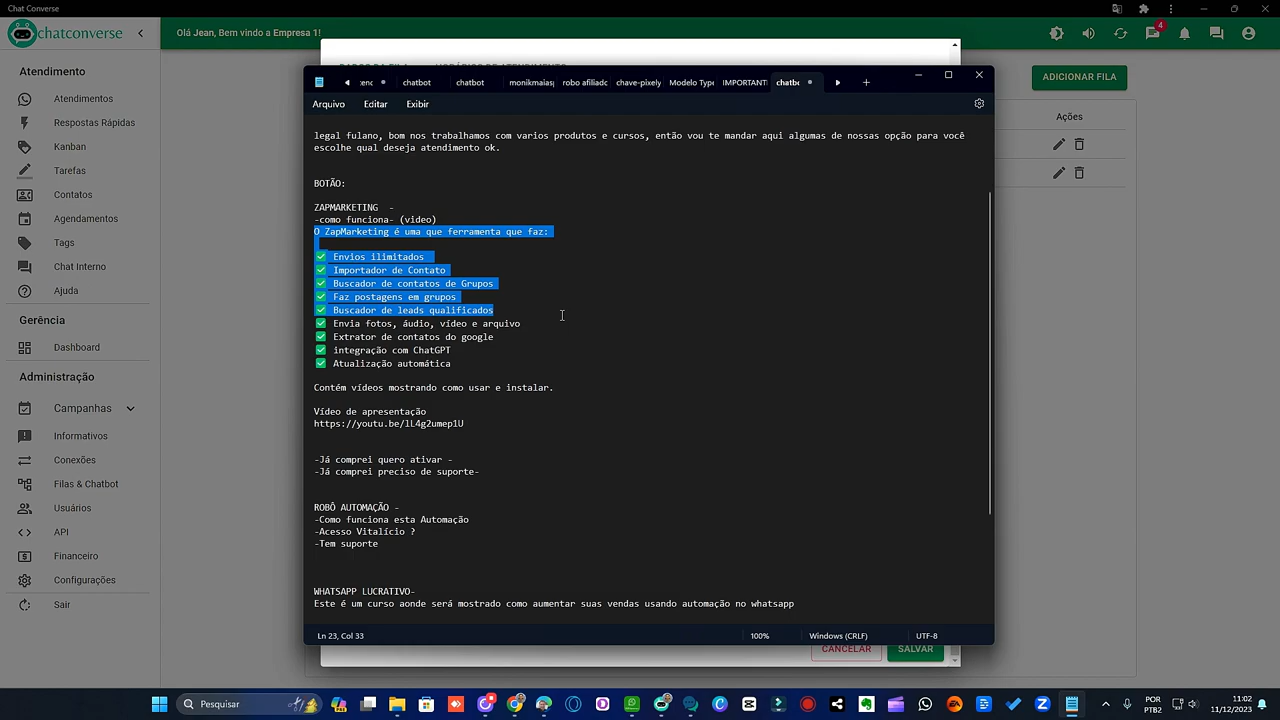 Chat Converse
chatconverse
Olá Jean, Bem vindo a Empresa 1!
4
ADICIONAR FILA
Ações
Atendimento
Atendimentos
Respostas Rápidas
Kanban
Tarefas
Contatos
Agendamentos
Tags
Chat Interno
Ajuda
Gerência
Dashboard
Administração
Campanhas
Informativos
Conexões
Filas & Chatbot
Usuários
API
Financeiro
Configurações
Sair
chatbot
chatbot
monikmaias
robo afiliado
chave-pixely
Modelo Type
IMPORTANT
chatbo
Arquivo
Editar
Exibir
legal fulano, bom nos trabalhamos com varios produtos e cursos, então vou te mandar aqui algumas de nossas opção para você
escolhe qual deseja atendimento ok.
BOTÃO:
ZAPMARKETING -
-como funciona- (video)
O ZapMarketing é uma que ferramenta que faz:
✅ Envios ilimitados
✅ Importador de Contato
✅ Buscador de contatos de Grupos
✅ Faz postagens em grupos
✅ Buscador de leads qualificados
✅ Envia fotos, áudio, vídeo e arquivo
✅ Extrator de contatos do google
✅ integração com ChatGPT
✅ Atualização automática
Contém vídeos mostrando como usar e instalar.
Vídeo de apresentação
https://youtu.be/lL4g2umep1U
-Já comprei quero ativar -
-Já comprei preciso de suporte-
ROBÔ AUTOMAÇÃO -
-Como funciona esta Automação
-Acesso Vitalício ?
-Tem suporte
WHATSAPP LUCRATIVO-
Este é um curso aonde será mostrado como aumentar suas vendas usando automação no whatsapp
Ln 23, Col 33
100%
Windows (CRLF)
UTF-8
CANCELAR
SALVAR
Pesquisar
POR
PTB2
11:02
11/12/2023